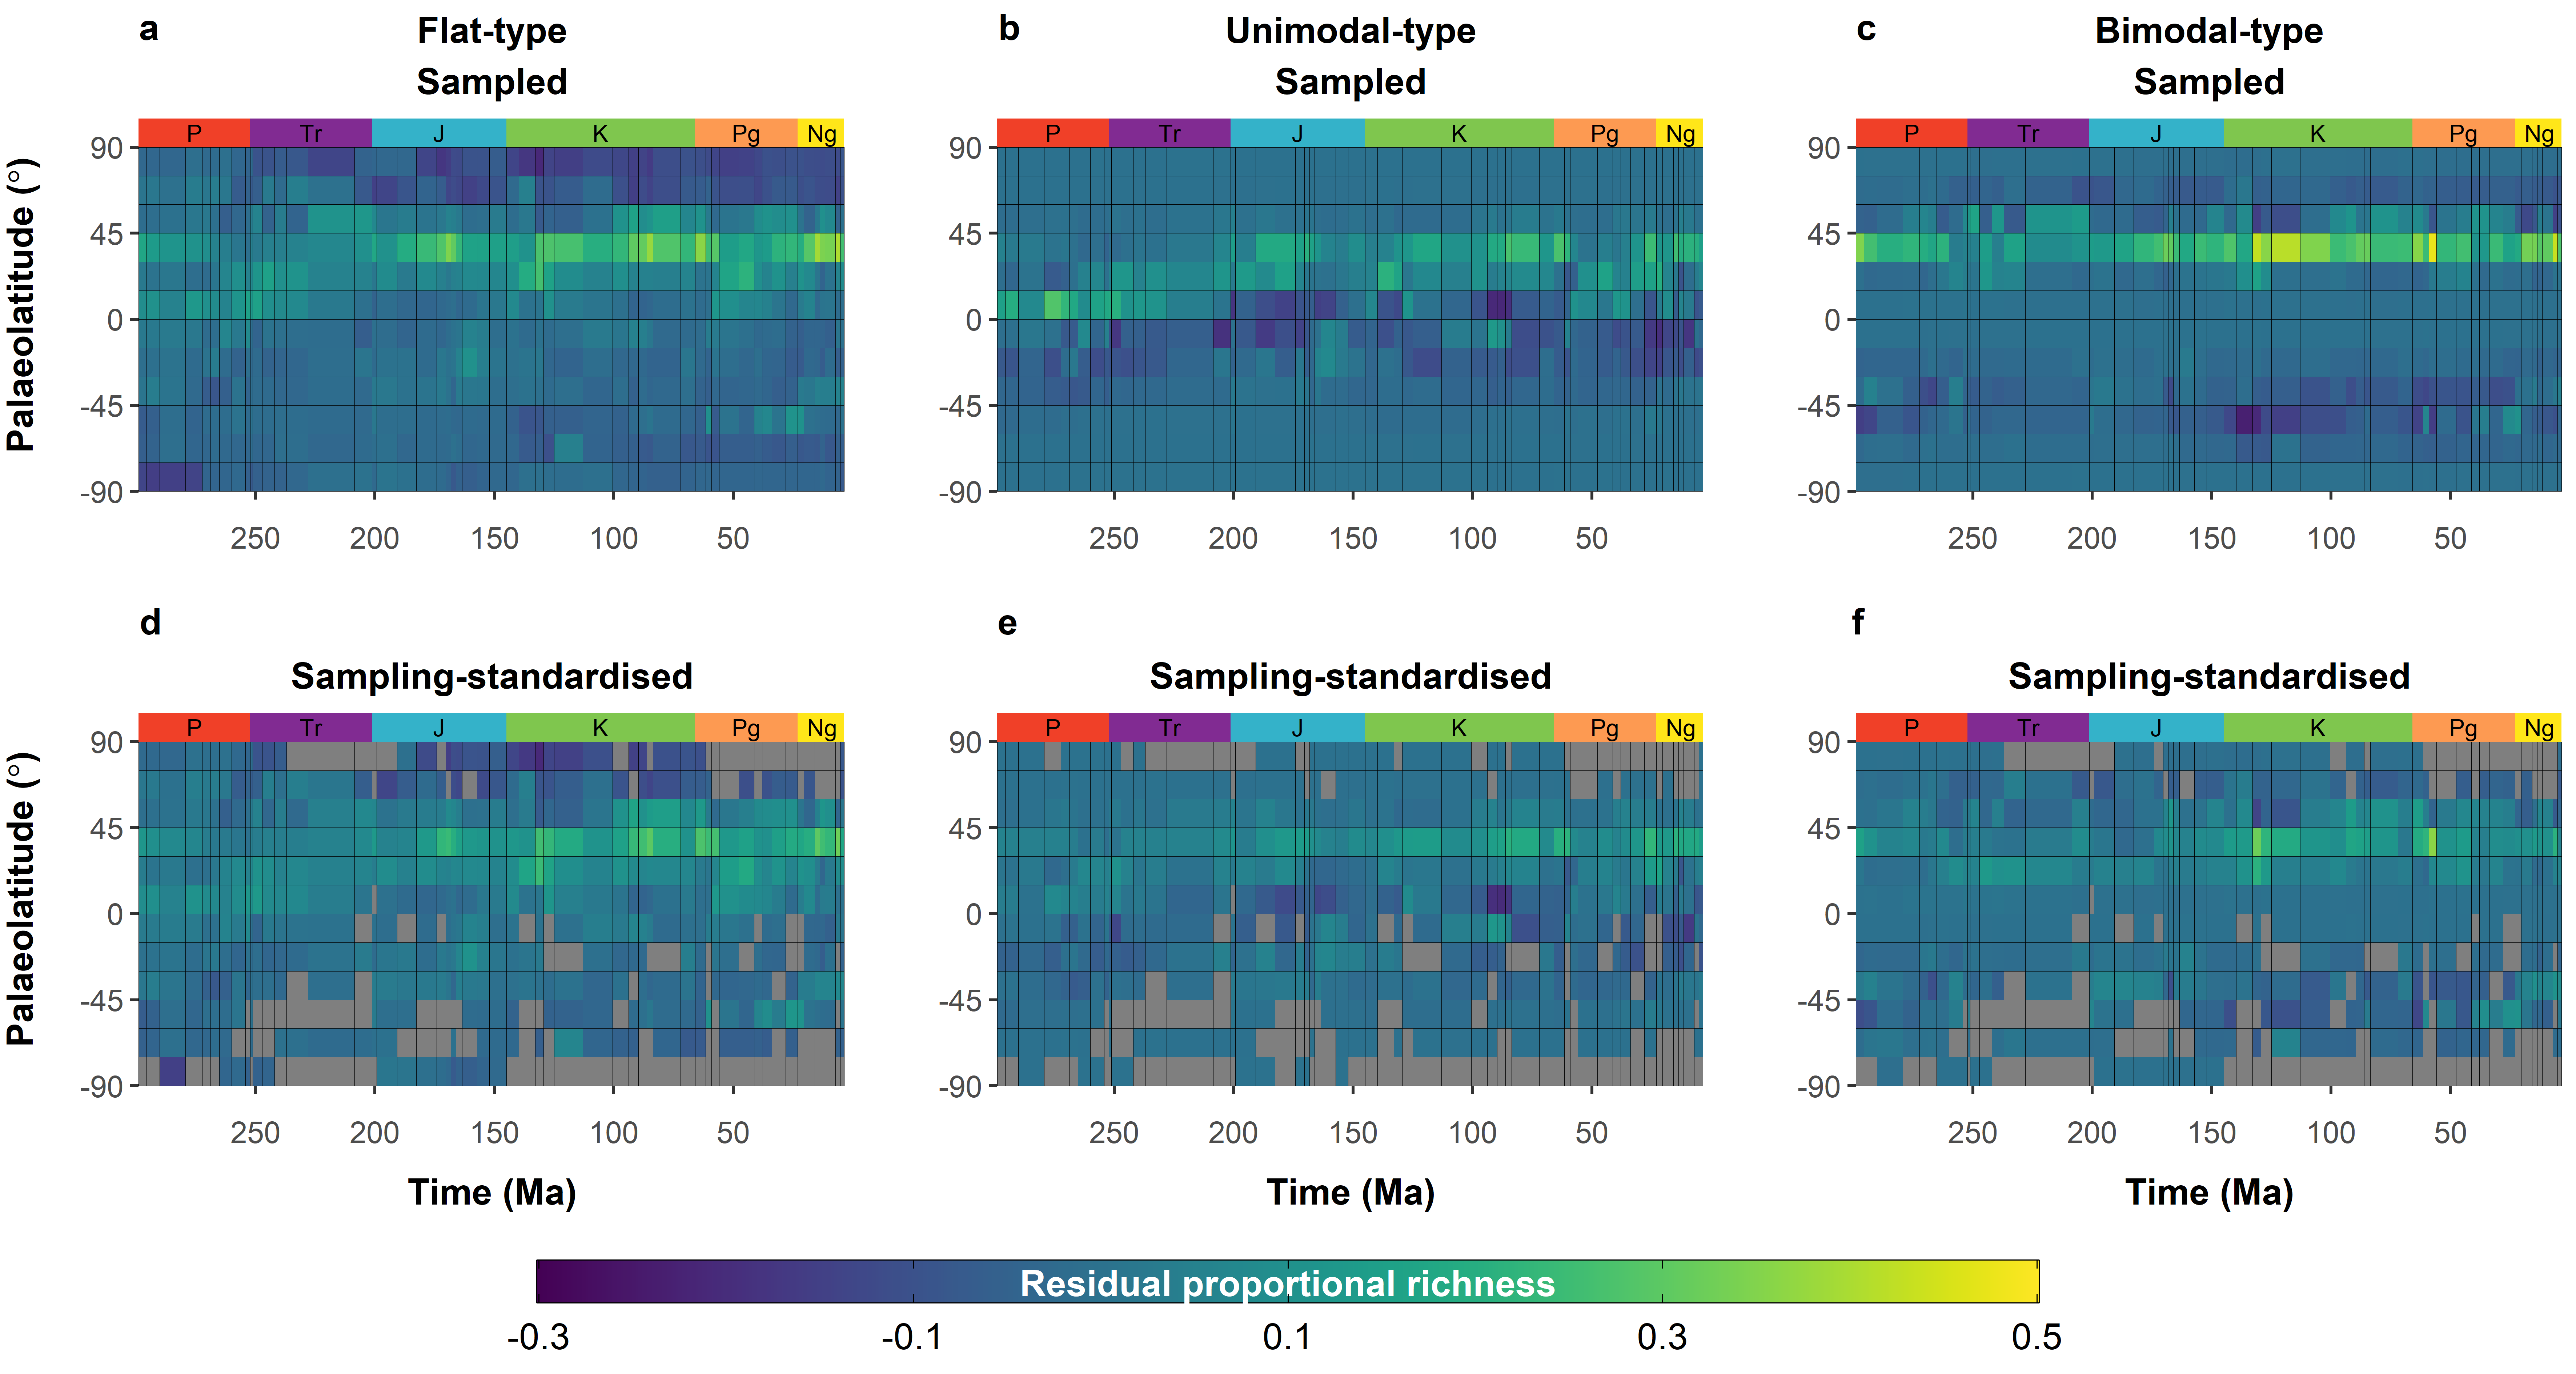 a Flat-type b Unimodal-type c Bimodal-type
Sampled Sampled Sampled
P Tr J K Pg Ng P Tr J K Pg Ng P Tr J K Pg Ng
Palaeolatitude (°)
90 90 90
45 45 45
0 0 0
-45 -45 -45
-90 -90 -90
250 200 150 100 50 250 200 150 100 50 250 200 150 100 50
d e f
Sampling-standardised Sampling-standardised Sampling-standardised
P Tr J K Pg Ng P Tr J K Pg Ng P Tr J K Pg Ng
Palaeolatitude (°)
90 90 90
45 45 45
0 0 0
-45 -45 -45
-90 -90 -90
250 200 150 100 50 250 200 150 100 50 250 200 150 100 50
Time (Ma) Time (Ma) Time (Ma)
Residual proportional richness
-0.3 -0.1 0.1 0.3 0.5